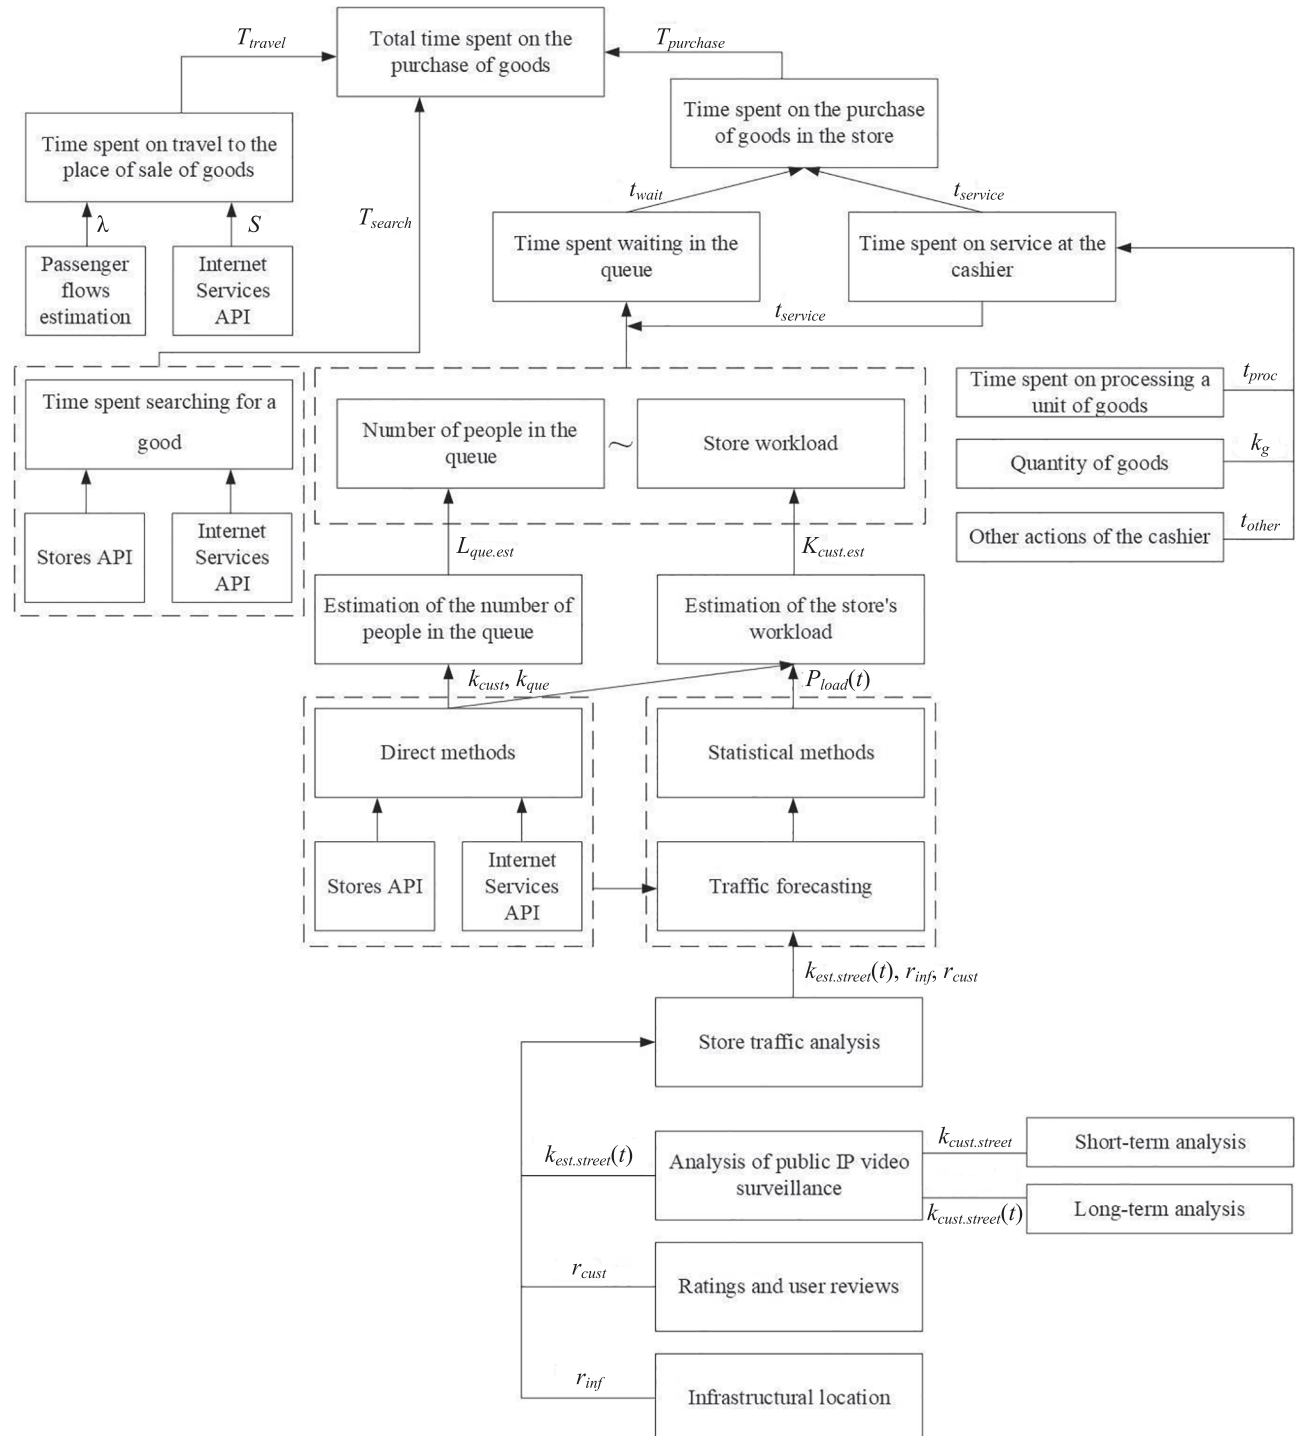 T_travel
Total time spent on the
purchase of goods
T_purchase
Time spent on travel to the
place of sale of goods
Time spent on the purchase
of goods in the store
λ
S
T_search
t_wait
t_service
Passenger
flows
estimation
Internet
Services
API
Time spent waiting in the
queue
Time spent on service at the
cashier
t_service
Time spent searching for a
good
Stores API
Internet
Services
API
Number of people in the
queue
~
Store workload
Time spent on processing a
unit of goods
t_proc
Quantity of goods
k_g
Other actions of the cashier
t_other
L_que.est
K_cust.est
Estimation of the number of
people in the queue
Estimation of the store's
workload
k_cust, k_que
P_load(t)
Direct methods
Statistical methods
Stores API
Internet
Services
API
Traffic forecasting
k_est.street(t), r_inf, r_cust
Store traffic analysis
k_est.street(t)
Analysis of public IP video
surveillance
k_cust.street
Short-term analysis
k_cust.street(t)
Long-term analysis
r_cust
Ratings and user reviews
r_inf
Infrastructural location